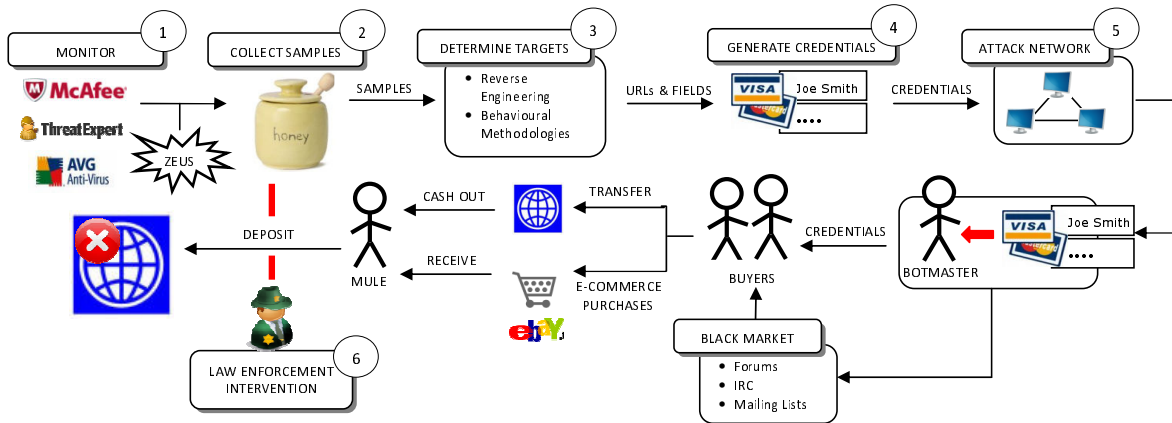 1
MONITOR
McAfee
ThreatExpert
AVG
Anti-Virus
ZEUS
2
COLLECT SAMPLES
honey
SAMPLES
3
DETERMINE TARGETS
• Reverse
Engineering
• Behavioural
Methodologies
URLs & FIELDS
4
GENERATE CREDENTIALS
VISA
MasterCard
Joe Smith
••••
CREDENTIALS
5
ATTACK NETWORK
VISA
MasterCard
Joe Smith
••••
BOTMASTER
CREDENTIALS
BUYERS
TRANSFER
E-COMMERCE
PURCHASES
ebay
CASH OUT
RECEIVE
MULE
DEPOSIT
BLACK MARKET
• Forums
• IRC
• Mailing Lists
6
LAW ENFORCEMENT
INTERVENTION